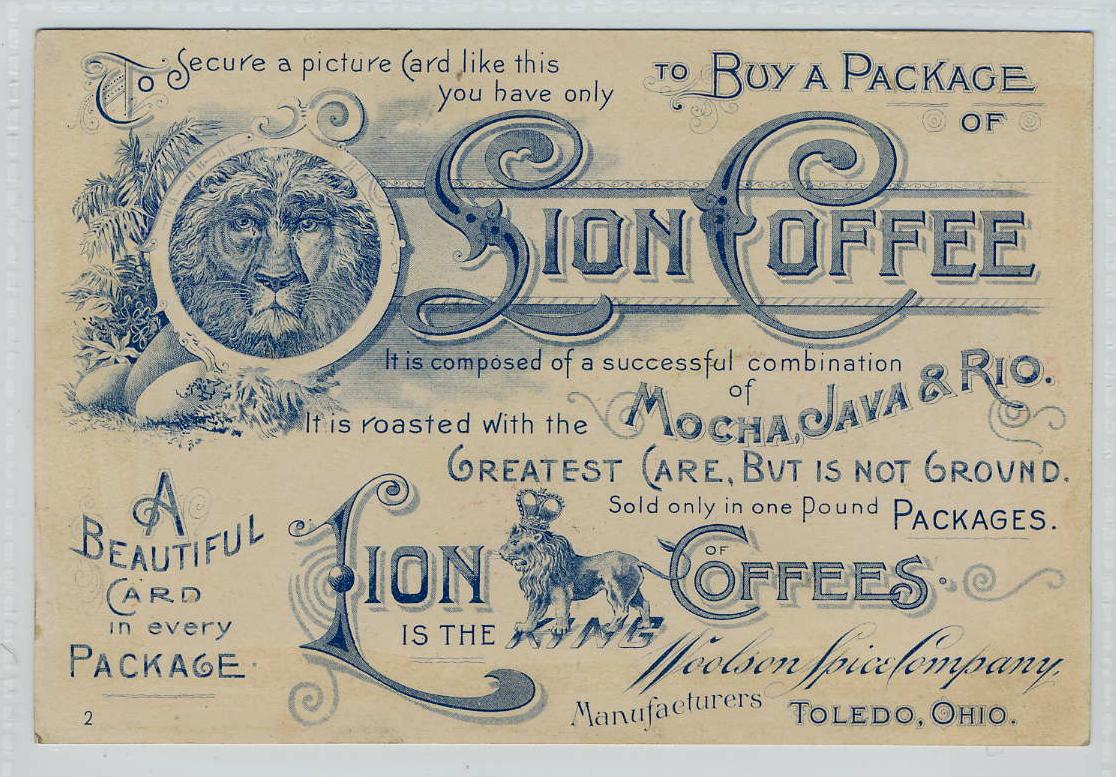 To Secure a picture Card like this
you have only
TO BUY A PACKAGE
OF
LION COFFEE
It is composed of a successful combination
of
MOCHA, JAVA & RIO.
It is roasted with the
GREATEST CARE, BUT IS NOT GROUND.
Sold only in one Pound PACKAGES.
A
BEAUTIFUL
CARD
in every
PACKAGE.
LION
IS THE KING
OF
COFFEES.
Woolson Spice Company,
Manufacturers TOLEDO, OHIO.
2